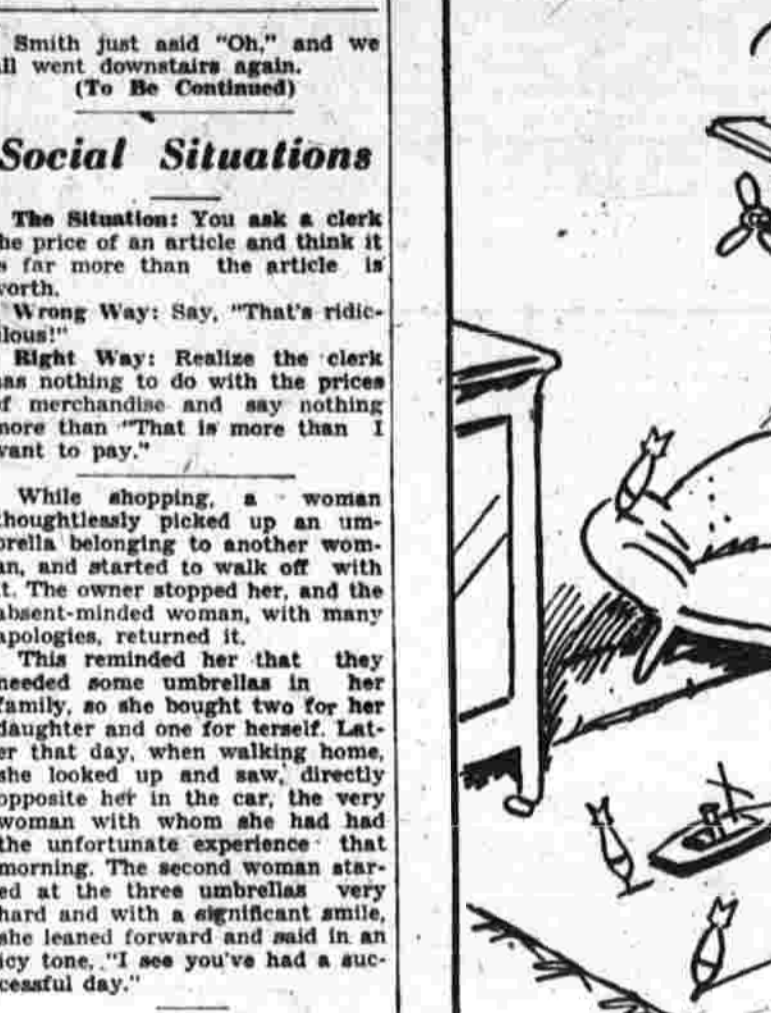 Smith just asid "Oh," and we
ll went downstairs again.
(To Be Continued)
Social Situations
The Situation: You ask a clerk
he price of an article and think it
s far more than the article is
worth.
Wrong Way: Say, "That's ridic-
ulous!"
Right Way: Realize the clerk
as nothing to do with the prices
f merchandise and say nothing
more than "That is more than I
want to pay."
While shopping, a woman
thoughtlessly picked up an um-
brella belonging to another wom-
an, and started to walk off with
t. The owner stopped her, and the
absent-minded woman, with many
apologies, returned it.
This reminded her that they
needed some umbrellas in her
family, so she bought two for her
daughter and one for herself. Lat-
er that day, when walking home,
she looked up and saw, directly
opposite her in the car, the very
woman with whom she had had
the unfortunate experience that
morning. The second woman star-
ed at the three umbrellas very
hard and with a significant smile,
she leaned forward and said in an
icy tone, "I see you've had a suc-
cessful day."